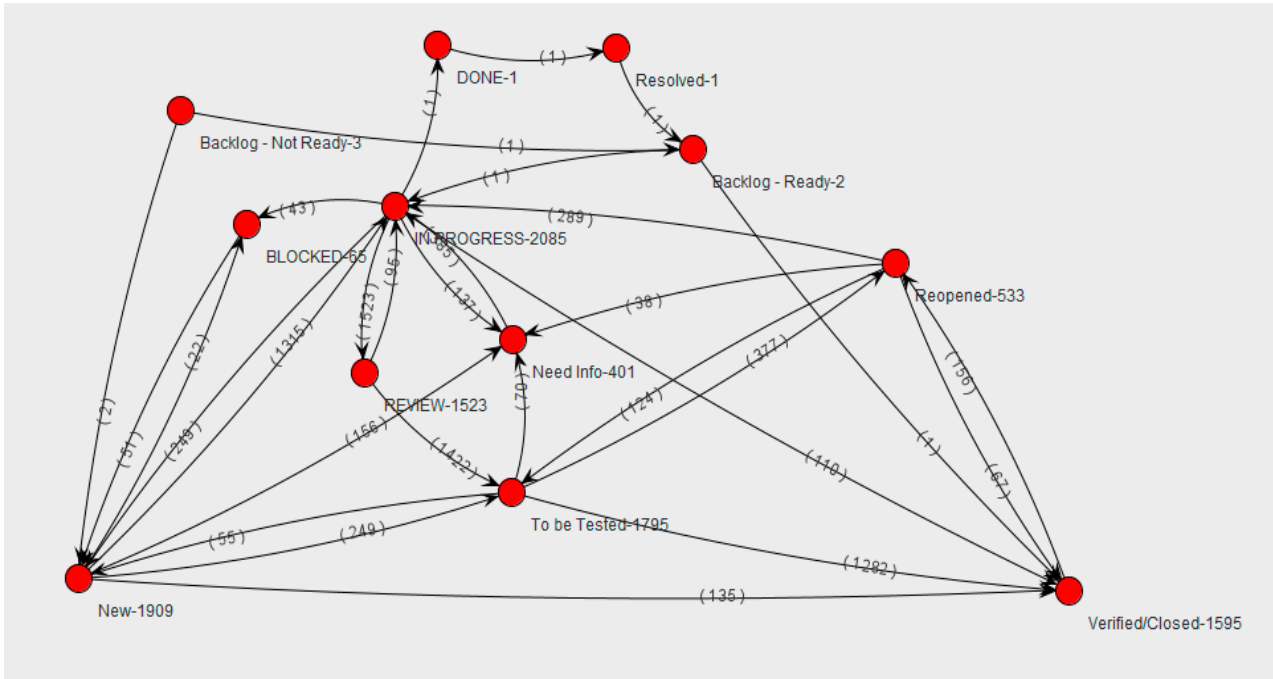 DONE-1
( 1 )
Resolved-1
( 1 )
( 1 )
Backlog - Not Ready-3
( 1 )
Backlog - Ready-2
( 1 )
( 43 )
( 289 )
IN PROGRESS-2085
BLOCKED-65
( 95 )
( 137 )
Reopened-533
( 38 )
( 1523 )
( 1315 )
( 22 )
( 377 )
Need Info-401
( 156 )
( 70 )
( 124 )
REVIEW-1523
( 2 )
( 156 )
( 249 )
( 51 )
( 1422 )
( 1 )
( 110 )
( 67 )
To be Tested-1795
( 249 )
( 55 )
( 1282 )
( 135 )
New-1909
Verified/Closed-1595